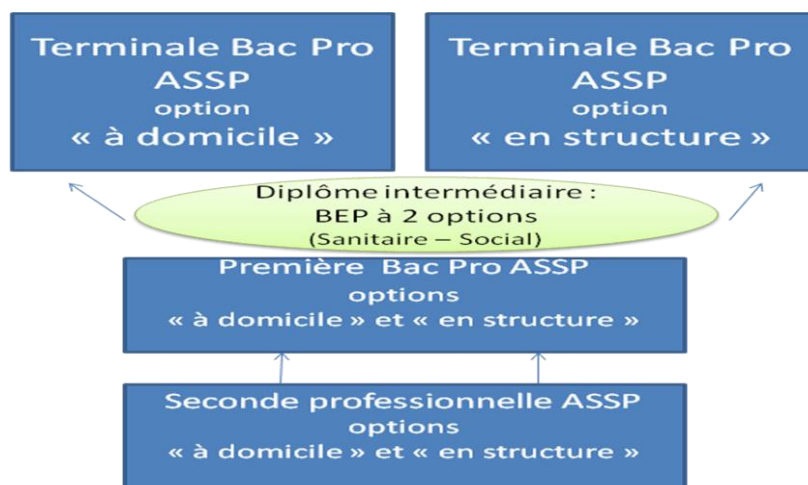 Terminale Bac Pro
ASSP
option
« à domicile »
Terminale Bac Pro
ASSP
option
« en structure »
Diplôme intermédiaire :
BEP à 2 options
(Sanitaire – Social)
Première Bac Pro ASSP
options
« à domicile » et « en structure »
Seconde professionnelle ASSP
options
« à domicile » et « en structure »